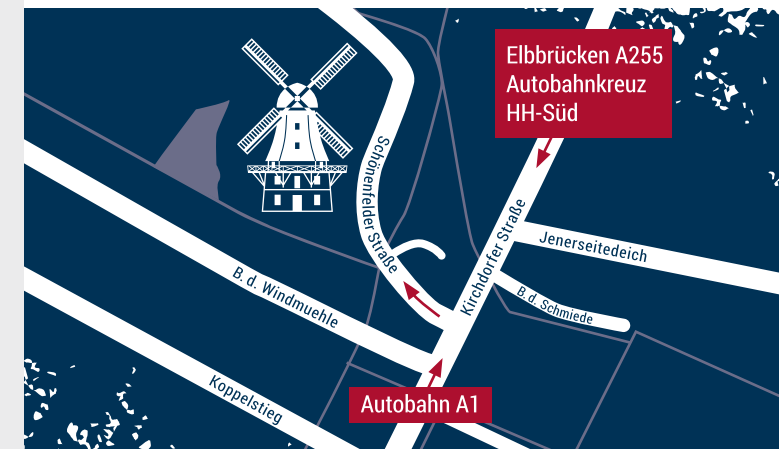 Elbbrücken A255
Autobahnkreuz
HH-Süd
Schönenfelder Straße
Kirchdorfer Straße
Jenerseitedeich
B. d. Schmiede
B. d. Windmuehle
Koppelstieg
Autobahn A1